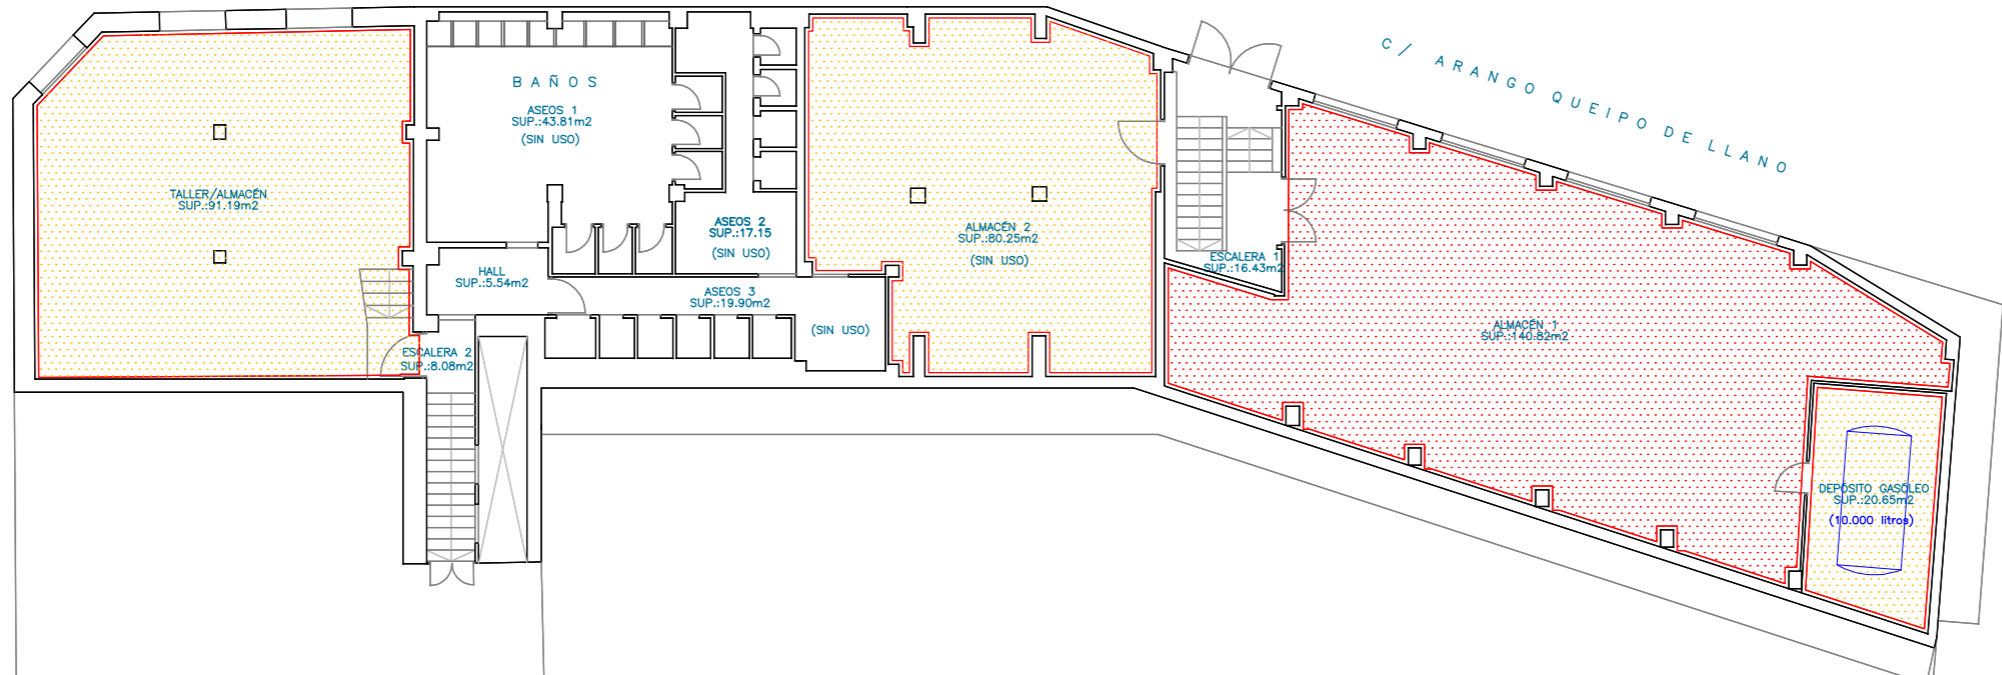 C/ ARANGO QUEIPO DE LLANO
BAÑOS
ASEOS 1
SUP.:43.81m2
(SIN USO)
TALLER/ALMACÉN
SUP.:91.19m2
ASEOS 2
SUP.:17.15
(SIN USO)
ALMACÉN 2
SUP.:80.25m2
(SIN USO)
ESCALERA 1
SUP.:16.43m2
HALL
SUP.:5.54m2
ASEOS 3
SUP.:19.90m2
(SIN USO)
ALMACÉN 1
SUP.:140.82m2
ESCALERA 2
SUP.:8.08m2
DEPÓSITO GASÓLEO
SUP.:20.65m2
(10.000 litros)